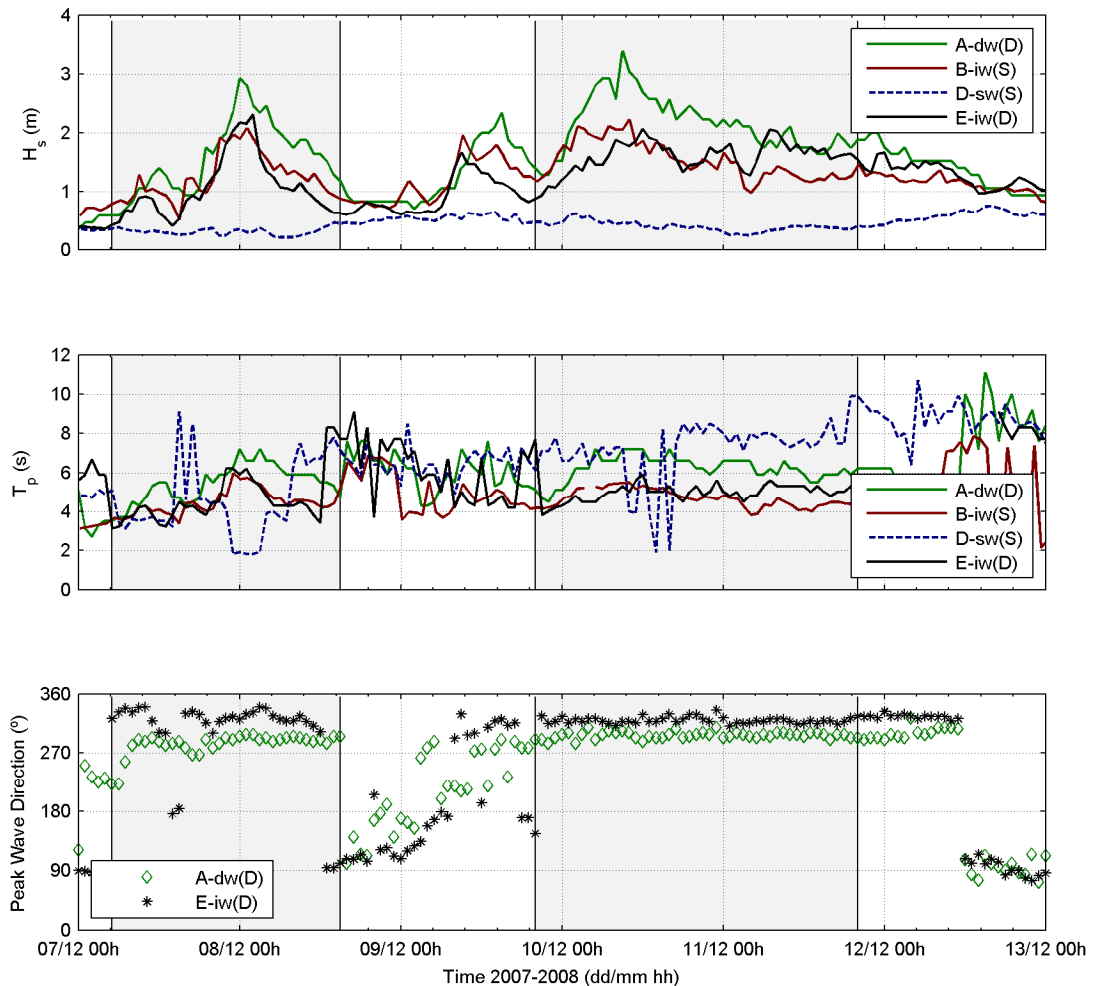 4
3
2
1
0
H_s (m)
A-dw(D)
B-iw(S)
D-sw(S)
E-iw(D)
12
10
8
6
4
2
0
T_p (s)
A-dw(D)
B-iw(S)
D-sw(S)
E-iw(D)
360
270
180
90
0
Peak Wave Direction (º)
A-dw(D)
E-iw(D)
07/12 00h 08/12 00h 09/12 00h 10/12 00h 11/12 00h 12/12 00h 13/12 00h
Time 2007-2008 (dd/mm hh)